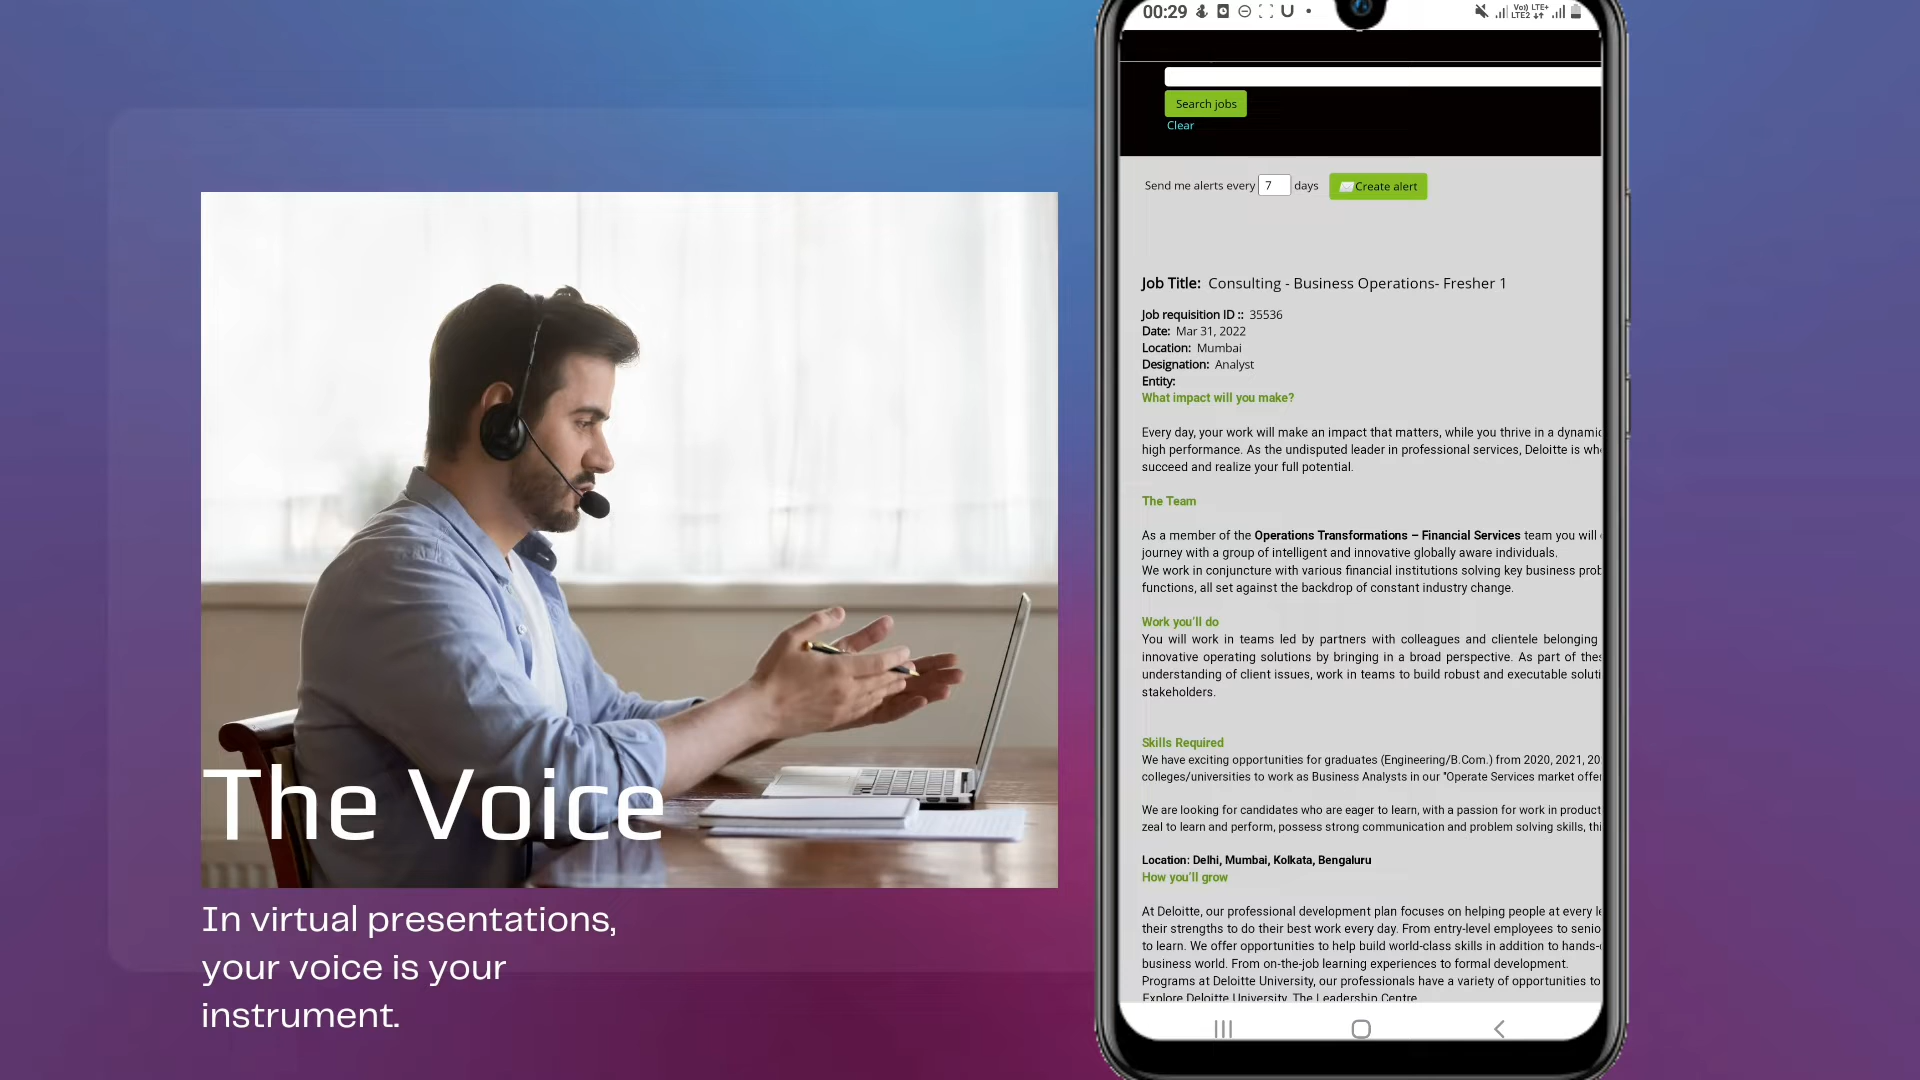 The Voice
In virtual presentations,
your voice is your
instrument.
00:29
Vo)) LTE+
LTE2
Search jobs
Clear
Send me alerts every 7 days Create alert
Job Title: Consulting - Business Operations- Fresher 1
Job requisition ID :: 35536
Date: Mar 31, 2022
Location: Mumbai
Designation: Analyst
Entity:
What impact will you make?
Every day, your work will make an impact that matters, while you thrive in a dynamic
high performance. As the undisputed leader in professional services, Deloitte is
succeed and realize your full potential.
The Team
As a member of the Operations Transformations – Financial Services team you will
journey with a group of intelligent and innovative globally aware individuals.
We work in conjuncture with various financial institutions solving key business
functions, all set against the backdrop of constant industry change.
Work you’ll do
You will work in teams led by partners with colleagues and clientele belonging
innovative operating solutions by bringing in a broad perspective. As part of
understanding of client issues, work in teams to build robust and executable
stakeholders.
Skills Required
We have exciting opportunities for graduates (Engineering/B.Com.) from 2020, 2021, 20
colleges/universities to work as Business Analysts in our "Operate Services market
We are looking for candidates who are eager to learn, with a passion for work in product
zeal to learn and perform, possess strong communication and problem solving skills,
Location: Delhi, Mumbai, Kolkata, Bengaluru
How you’ll grow
At Deloitte, our professional development plan focuses on helping people at every
their strengths to do their best work every day. From entry-level employees to
to learn. We offer opportunities to help build world-class skills in addition to hands-
business world. From on-the-job learning experiences to formal development.
Programs at Deloitte University, our professionals have a variety of opportunities to
Explore Deloitte University, The Leadership Centre.